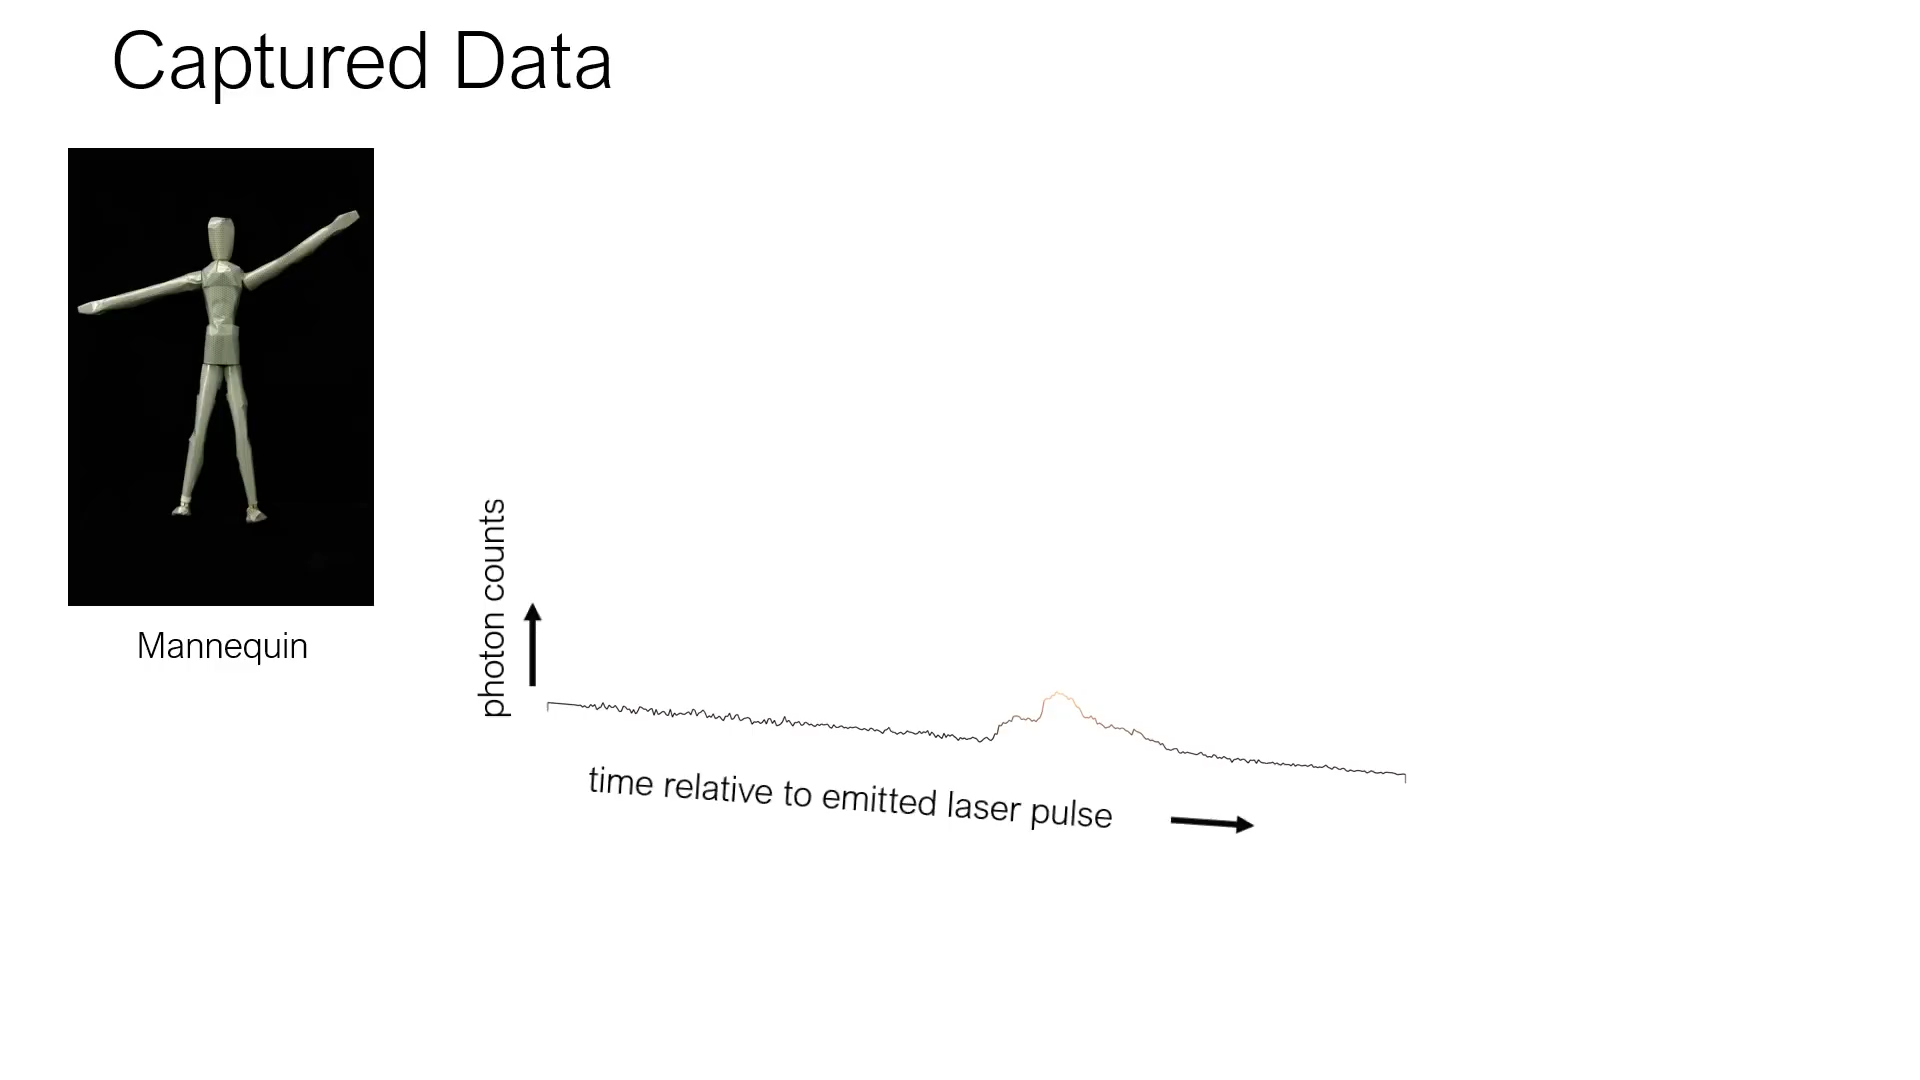 Captured Data
Mannequin
photon counts
time relative to emitted laser pulse